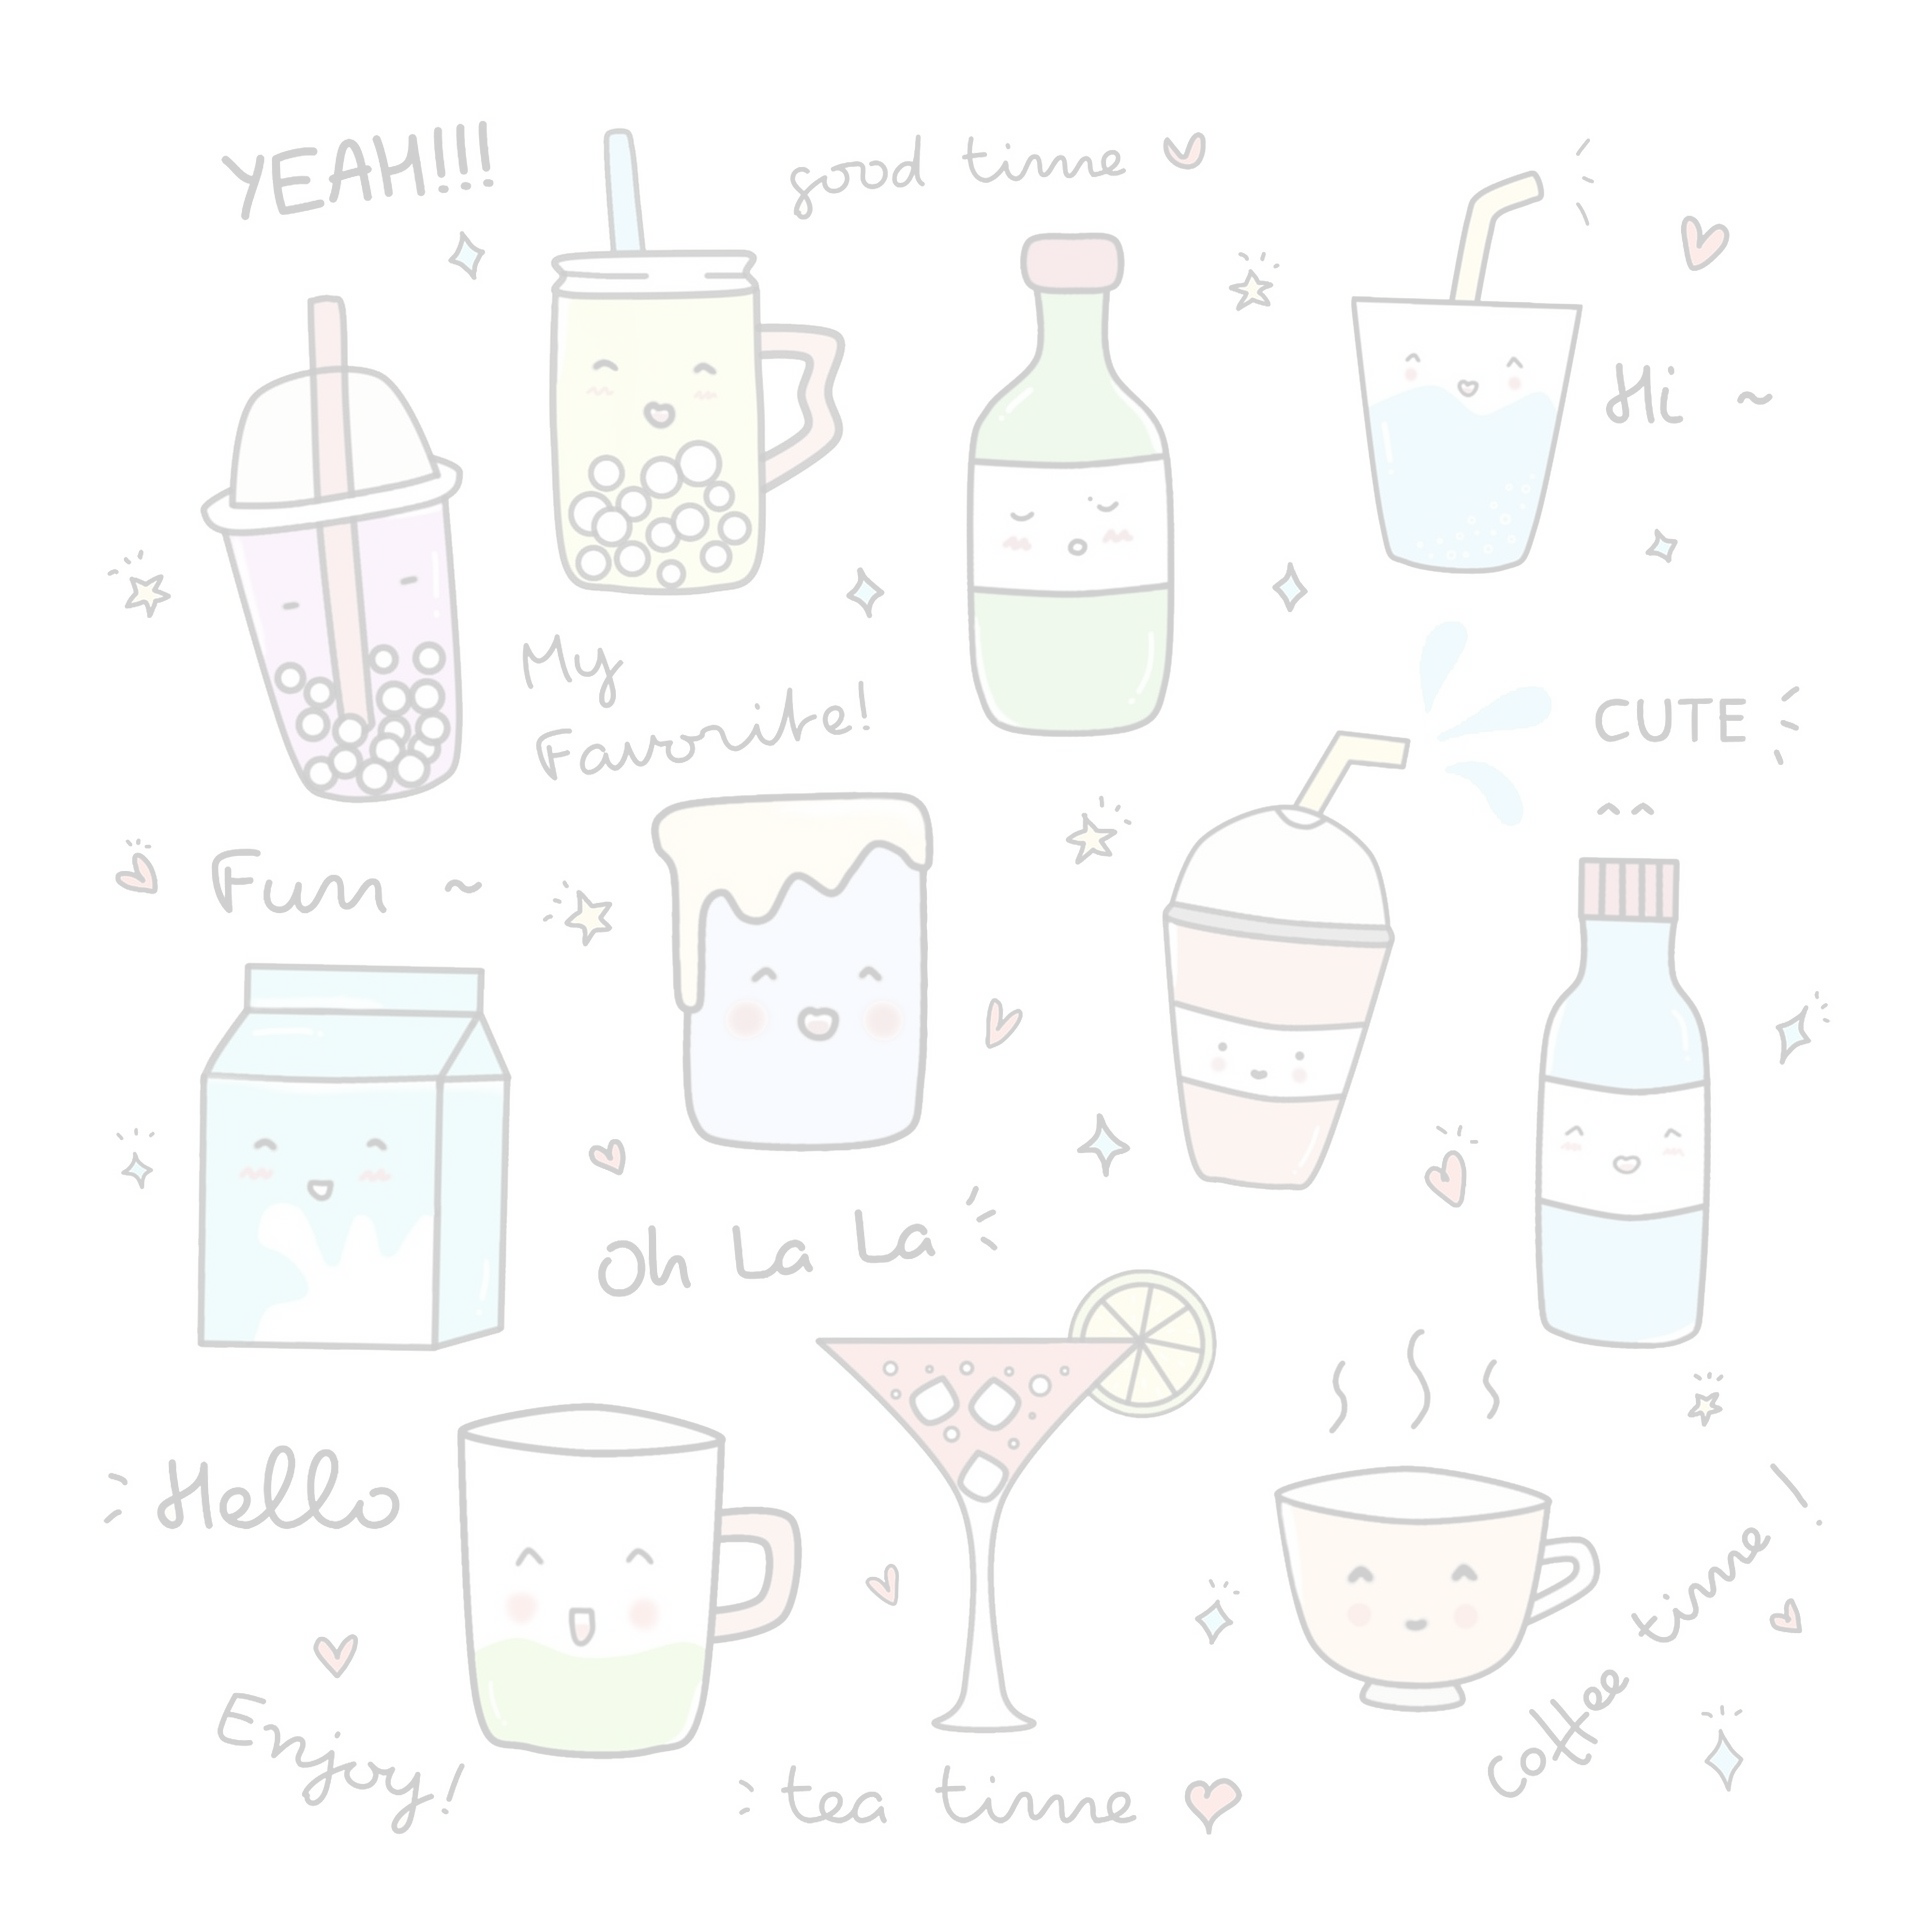 YEAH!!!!
good time
Hi ~
My
Favorite!
CUTE
Fun ~
Oh La La
Hello
Coffee time!
Enjoy!
tea time